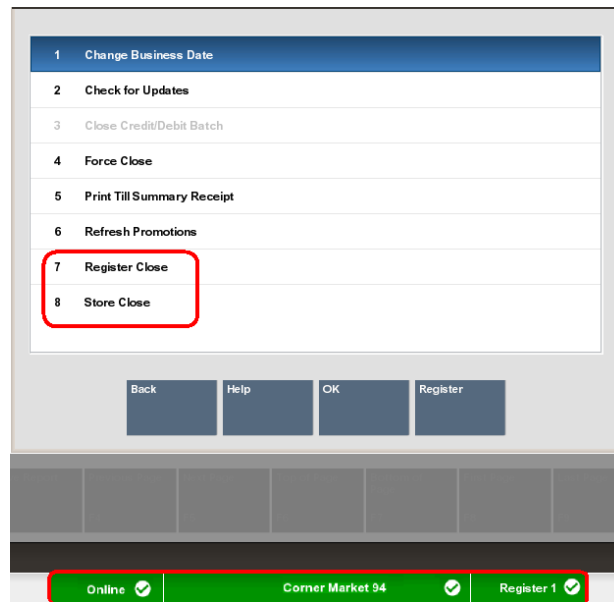 1 Change Business Date
2 Check for Updates
3 Close Credit/Debit Batch
4 Force Close
5 Print Till Summary Receipt
6 Refresh Promotions
7 Register Close
8 Store Close
Back Help OK Register
Online Corner Market 94 Register 1